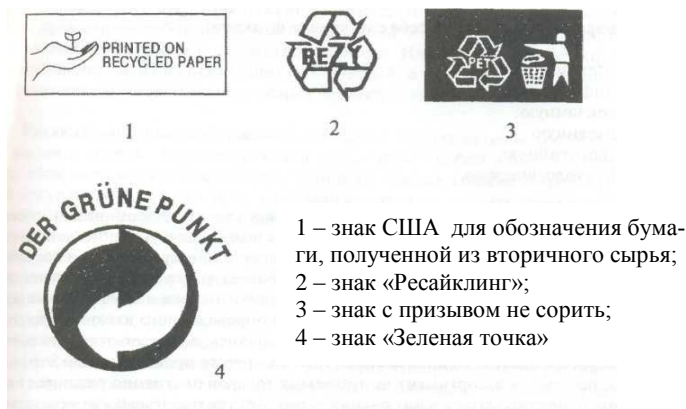 PRINTED ON
RECYCLED PAPER
REZY
PET
1
2
3
DER GRÜNE PUNKT
4
1 – знак США для обозначения бума-
ги, полученной из вторичного сырья;
2 – знак «Ресайклинг»;
3 – знак с призывом не сорить;
4 – знак «Зеленая точка»